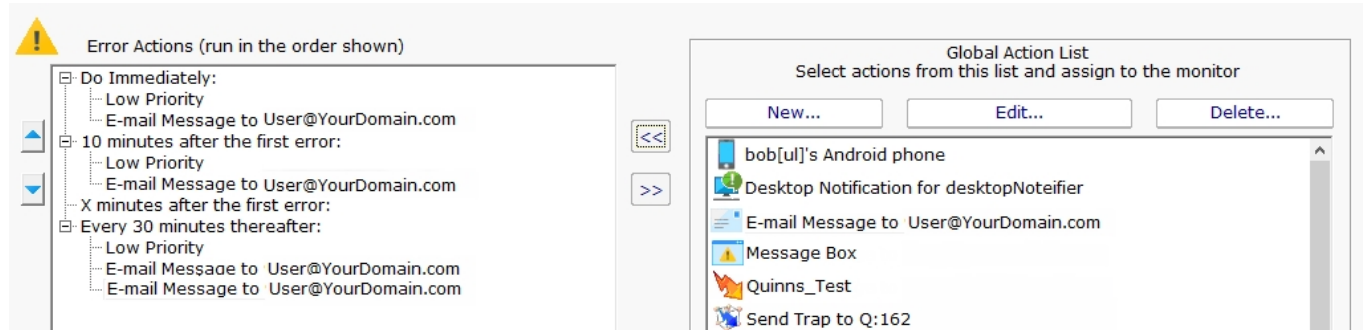 Error Actions (run in the order shown)
Do Immediately:
Low Priority
E-mail Message to User@YourDomain.com
10 minutes after the first error:
Low Priority
E-mail Message to User@YourDomain.com
X minutes after the first error:
Every 30 minutes thereafter:
Low Priority
E-mail Message to User@YourDomain.com
E-mail Message to User@YourDomain.com
<<
>>
Global Action List
Select actions from this list and assign to the monitor
New... Edit... Delete...
bob[ul]'s Android phone
Desktop Notification for desktopNoteifier
E-mail Message to User@YourDomain.com
Message Box
Quinns_Test
Send Trap to Q:162